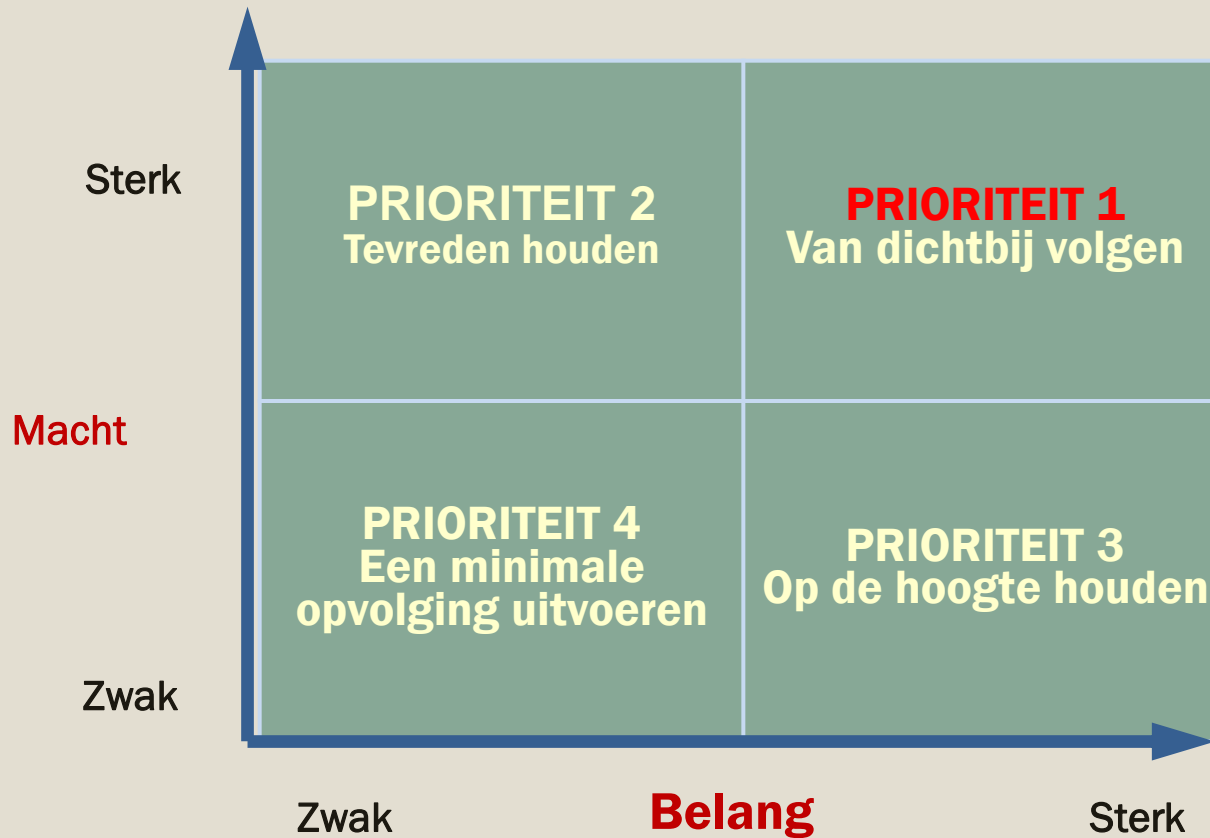 Sterk
PRIORITEIT 2
Tevreden houden
PRIORITEIT 1
Van dichtbij volgen
Macht
PRIORITEIT 4
Een minimale
opvolging uitvoeren
PRIORITEIT 3
Op de hoogte houden
Zwak
Zwak
Belang
Sterk